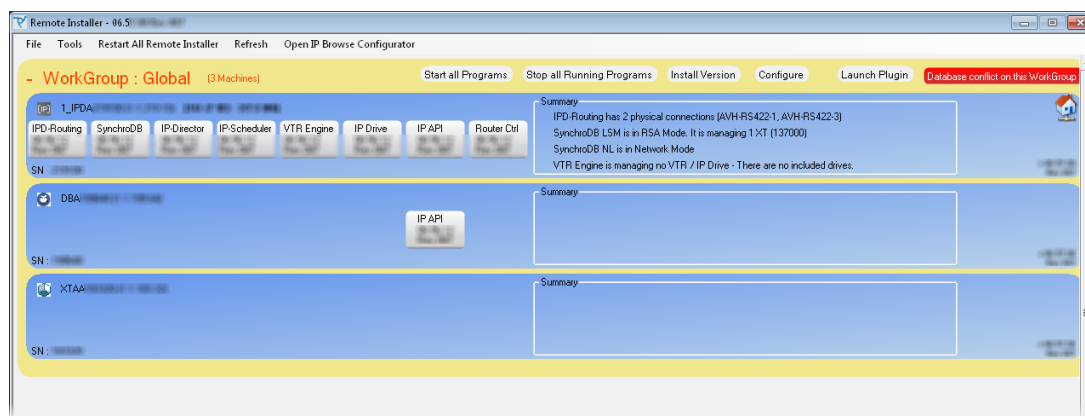 Remote Installer - 06.5
File Tools Restart All Remote Installer Refresh Open IP Browse Configurator
- WorkGroup : Global (3 Machines) Start all Programs Stop all Running Programs Install Version Configure Launch Plugin Database conflict on this WorkGroup
IP 1_IPDA
IPD-Routing SynchroDB IP-Director IP-Scheduler VTR Engine IP Drive IP API Router Ctrl
SN
Summary
IPD-Routing has 2 physical connections (AVH-RS422-1, AVH-RS422-3)
SynchroDB LSM is in RSA Mode. It is managing 1 XT (137000)
SynchroDB NL is in Network Mode
VTR Engine is managing no VTR / IP Drive - There are no included drives.
DBA
IP API
SN :
Summary
XTAA
SN :
Summary